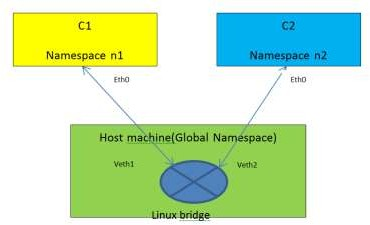 C1
Namespace n1
C2
Namespace n2
Eth0
Eth0
Host machine(Global Namespace)
Veth1
Veth2
Linux bridge